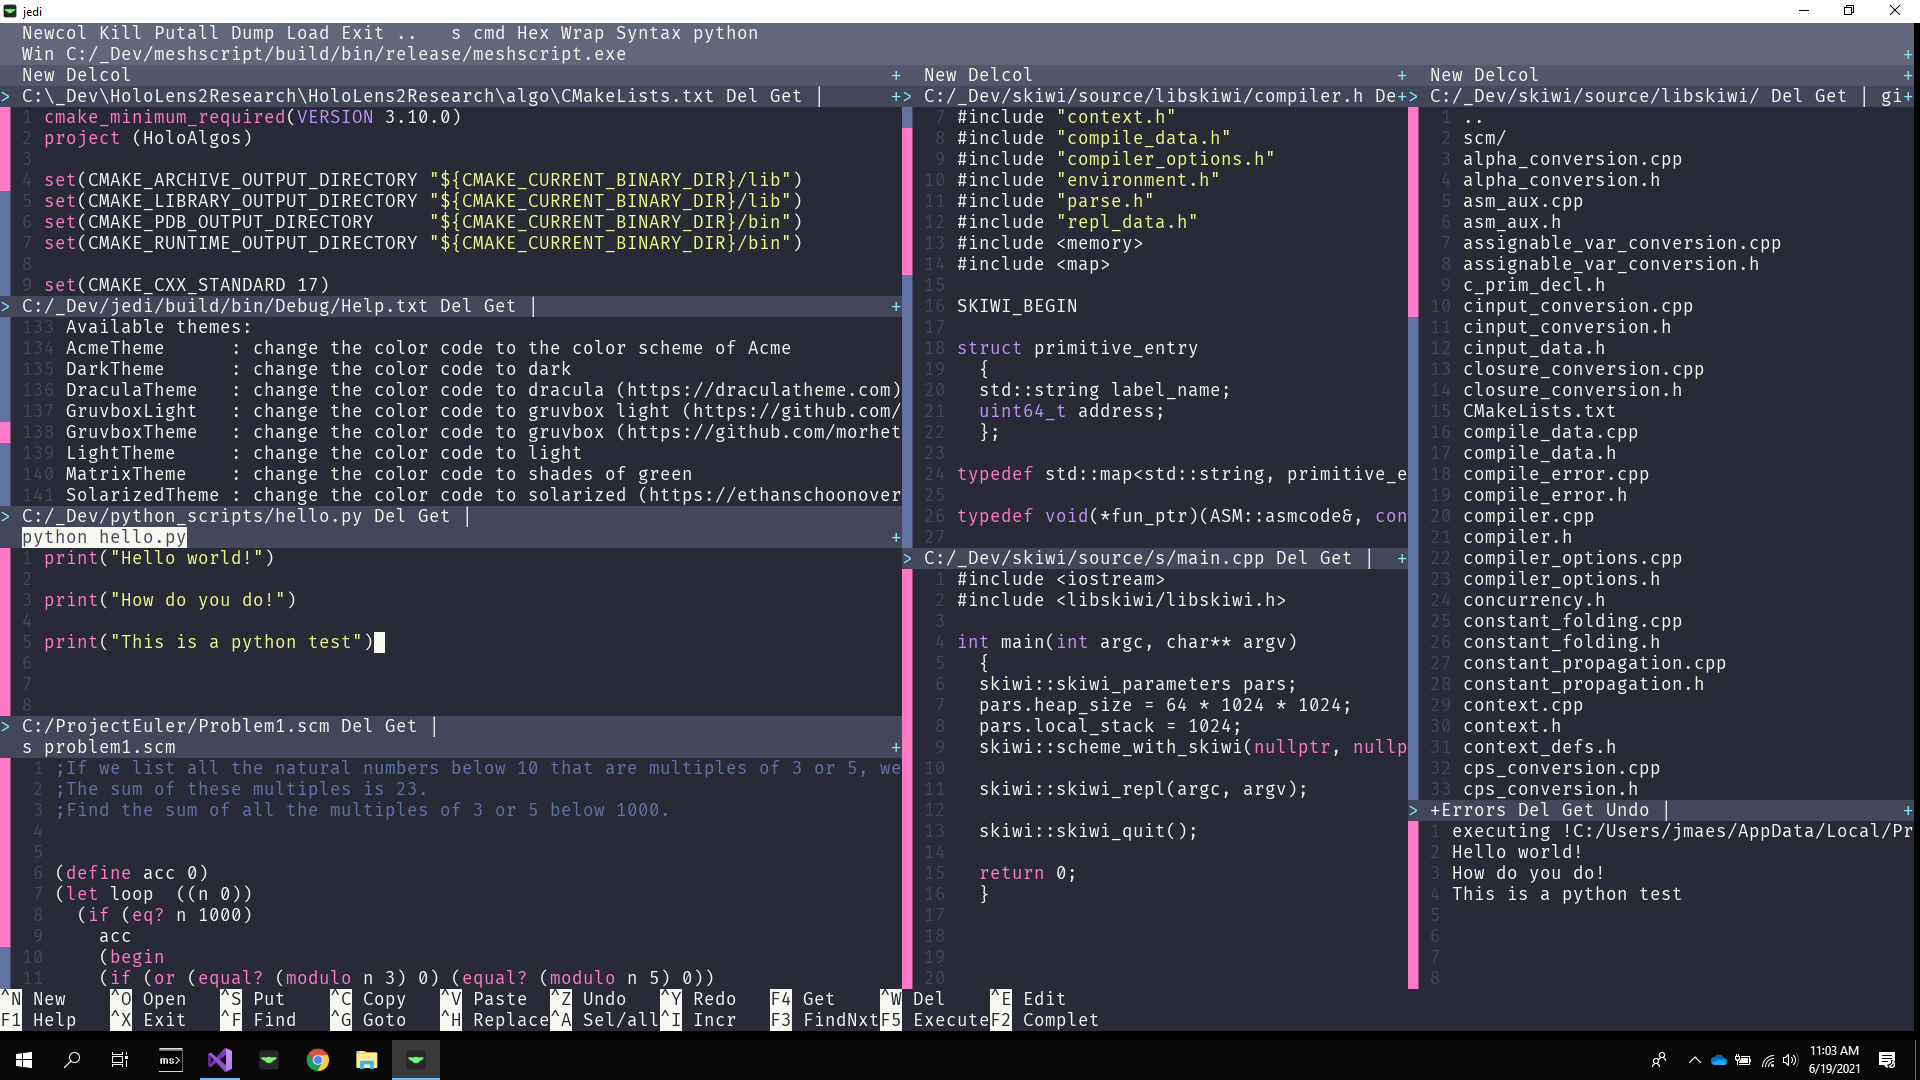 jedi
Newcol Kill Putall Dump Load Exit ..   s cmd Hex Wrap Syntax python
Win C:/_Dev/meshscript/build/bin/release/meshscript.exe +
New Delcol +
> C:\_Dev\HoloLens2Research\HoloLens2Research\algo\CMakeLists.txt Del Get | +
1 cmake_minimum_required(VERSION 3.10.0)
2 project (HoloAlgos)
3
4 set(CMAKE_ARCHIVE_OUTPUT_DIRECTORY "${CMAKE_CURRENT_BINARY_DIR}/lib")
5 set(CMAKE_LIBRARY_OUTPUT_DIRECTORY "${CMAKE_CURRENT_BINARY_DIR}/lib")
6 set(CMAKE_PDB_OUTPUT_DIRECTORY     "${CMAKE_CURRENT_BINARY_DIR}/bin")
7 set(CMAKE_RUNTIME_OUTPUT_DIRECTORY "${CMAKE_CURRENT_BINARY_DIR}/bin")
8
9 set(CMAKE_CXX_STANDARD 17)
> C:/_Dev/jedi/build/bin/Debug/Help.txt Del Get | +
133 Available themes:
134 AcmeTheme      : change the color code to the color scheme of Acme
135 DarkTheme      : change the color code to dark
136 DraculaTheme   : change the color code to dracula (https://draculatheme.com)
137 GruvboxLight   : change the color code to gruvbox light (https://github.com/
138 GruvboxTheme   : change the color code to gruvbox (https://github.com/morhet
139 LightTheme     : change the color code to light
140 MatrixTheme    : change the color code to shades of green
141 SolarizedTheme : change the color code to solarized (https://ethanschoonover
> C:/_Dev/python_scripts/hello.py Del Get |
python hello.py +
1 print("Hello world!")
2
3 print("How do you do!")
4
5 print("This is a python test")
6
7
8
> C:/ProjectEuler/Problem1.scm Del Get |
s problem1.scm +
1 ;If we list all the natural numbers below 10 that are multiples of 3 or 5, we
2 ;The sum of these multiples is 23.
3 ;Find the sum of all the multiples of 3 or 5 below 1000.
4
5
6 (define acc 0)
7 (let loop  ((n 0))
8   (if (eq? n 1000)
9     acc
10     (begin
11     (if (or (equal? (modulo n 3) 0) (equal? (modulo n 5) 0))
New Delcol +
> C:/_Dev/skiwi/source/libskiwi/compiler.h De+
7 #include "context.h"
8 #include "compile_data.h"
9 #include "compiler_options.h"
10 #include "environment.h"
11 #include "parse.h"
12 #include "repl_data.h"
13 #include <memory>
14 #include <map>
15
16 SKIWI_BEGIN
17
18 struct primitive_entry
19   {
20   std::string label_name;
21   uint64_t address;
22   };
23
24 typedef std::map<std::string, primitive_e
25
26 typedef void(*fun_ptr)(ASM::asmcode&, con
27
> C:/_Dev/skiwi/source/s/main.cpp Del Get | +
1 #include <iostream>
2 #include <libskiwi/libskiwi.h>
3
4 int main(int argc, char** argv)
5   {
6   skiwi::skiwi_parameters pars;
7   pars.heap_size = 64 * 1024 * 1024;
8   pars.local_stack = 1024;
9   skiwi::scheme_with_skiwi(nullptr, nullp
10
11   skiwi::skiwi_repl(argc, argv);
12
13   skiwi::skiwi_quit();
14
15   return 0;
16   }
17
18
19
20
New Delcol +
> C:/_Dev/skiwi/source/libskiwi/ Del Get | gi+
1 ..
2 scm/
3 alpha_conversion.cpp
4 alpha_conversion.h
5 asm_aux.cpp
6 asm_aux.h
7 assignable_var_conversion.cpp
8 assignable_var_conversion.h
9 c_prim_decl.h
10 cinput_conversion.cpp
11 cinput_conversion.h
12 cinput_data.h
13 closure_conversion.cpp
14 closure_conversion.h
15 CMakeLists.txt
16 compile_data.cpp
17 compile_data.h
18 compile_error.cpp
19 compile_error.h
20 compiler.cpp
21 compiler.h
22 compiler_options.cpp
23 compiler_options.h
24 concurrency.h
25 constant_folding.cpp
26 constant_folding.h
27 constant_propagation.cpp
28 constant_propagation.h
29 context.cpp
30 context.h
31 context_defs.h
32 cps_conversion.cpp
33 cps_conversion.h
> +Errors Del Get Undo | +
1 executing !C:/Users/jmaes/AppData/Local/Pr
2 Hello world!
3 How do you do!
4 This is a python test
5
6
7
8
^N New ^O Open ^S Put ^C Copy ^V Paste ^Z Undo ^Y Redo F4 Get ^W Del ^E Edit
F1 Help ^X Exit ^F Find ^G Goto ^H Replace ^A Sel/all ^I Incr F3 FindNxt F5 Execute F2 Complet
ms>
11:03 AM
6/19/2021